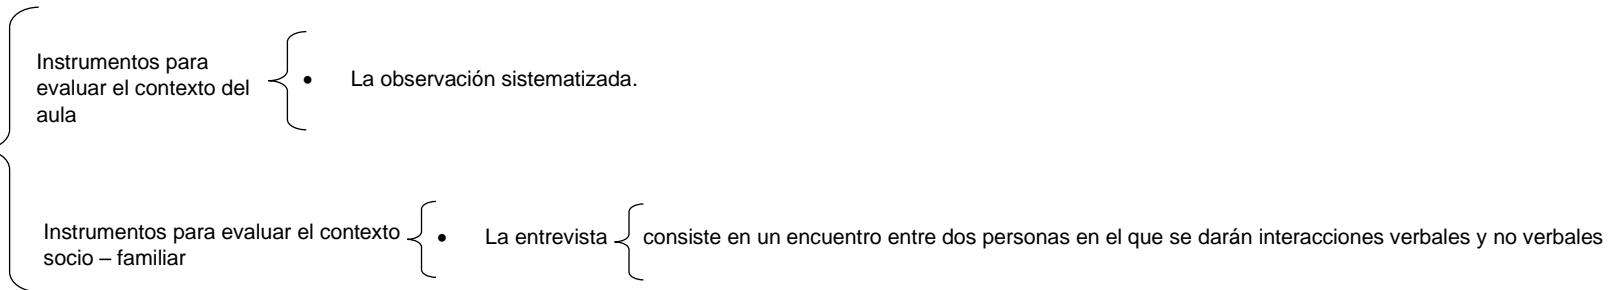 Instrumentos para
evaluar el contexto del
aula
• La observación sistematizada.
Instrumentos para evaluar el contexto
socio – familiar
• La entrevista
consiste en un encuentro entre dos personas en el que se darán interacciones verbales y no verbales